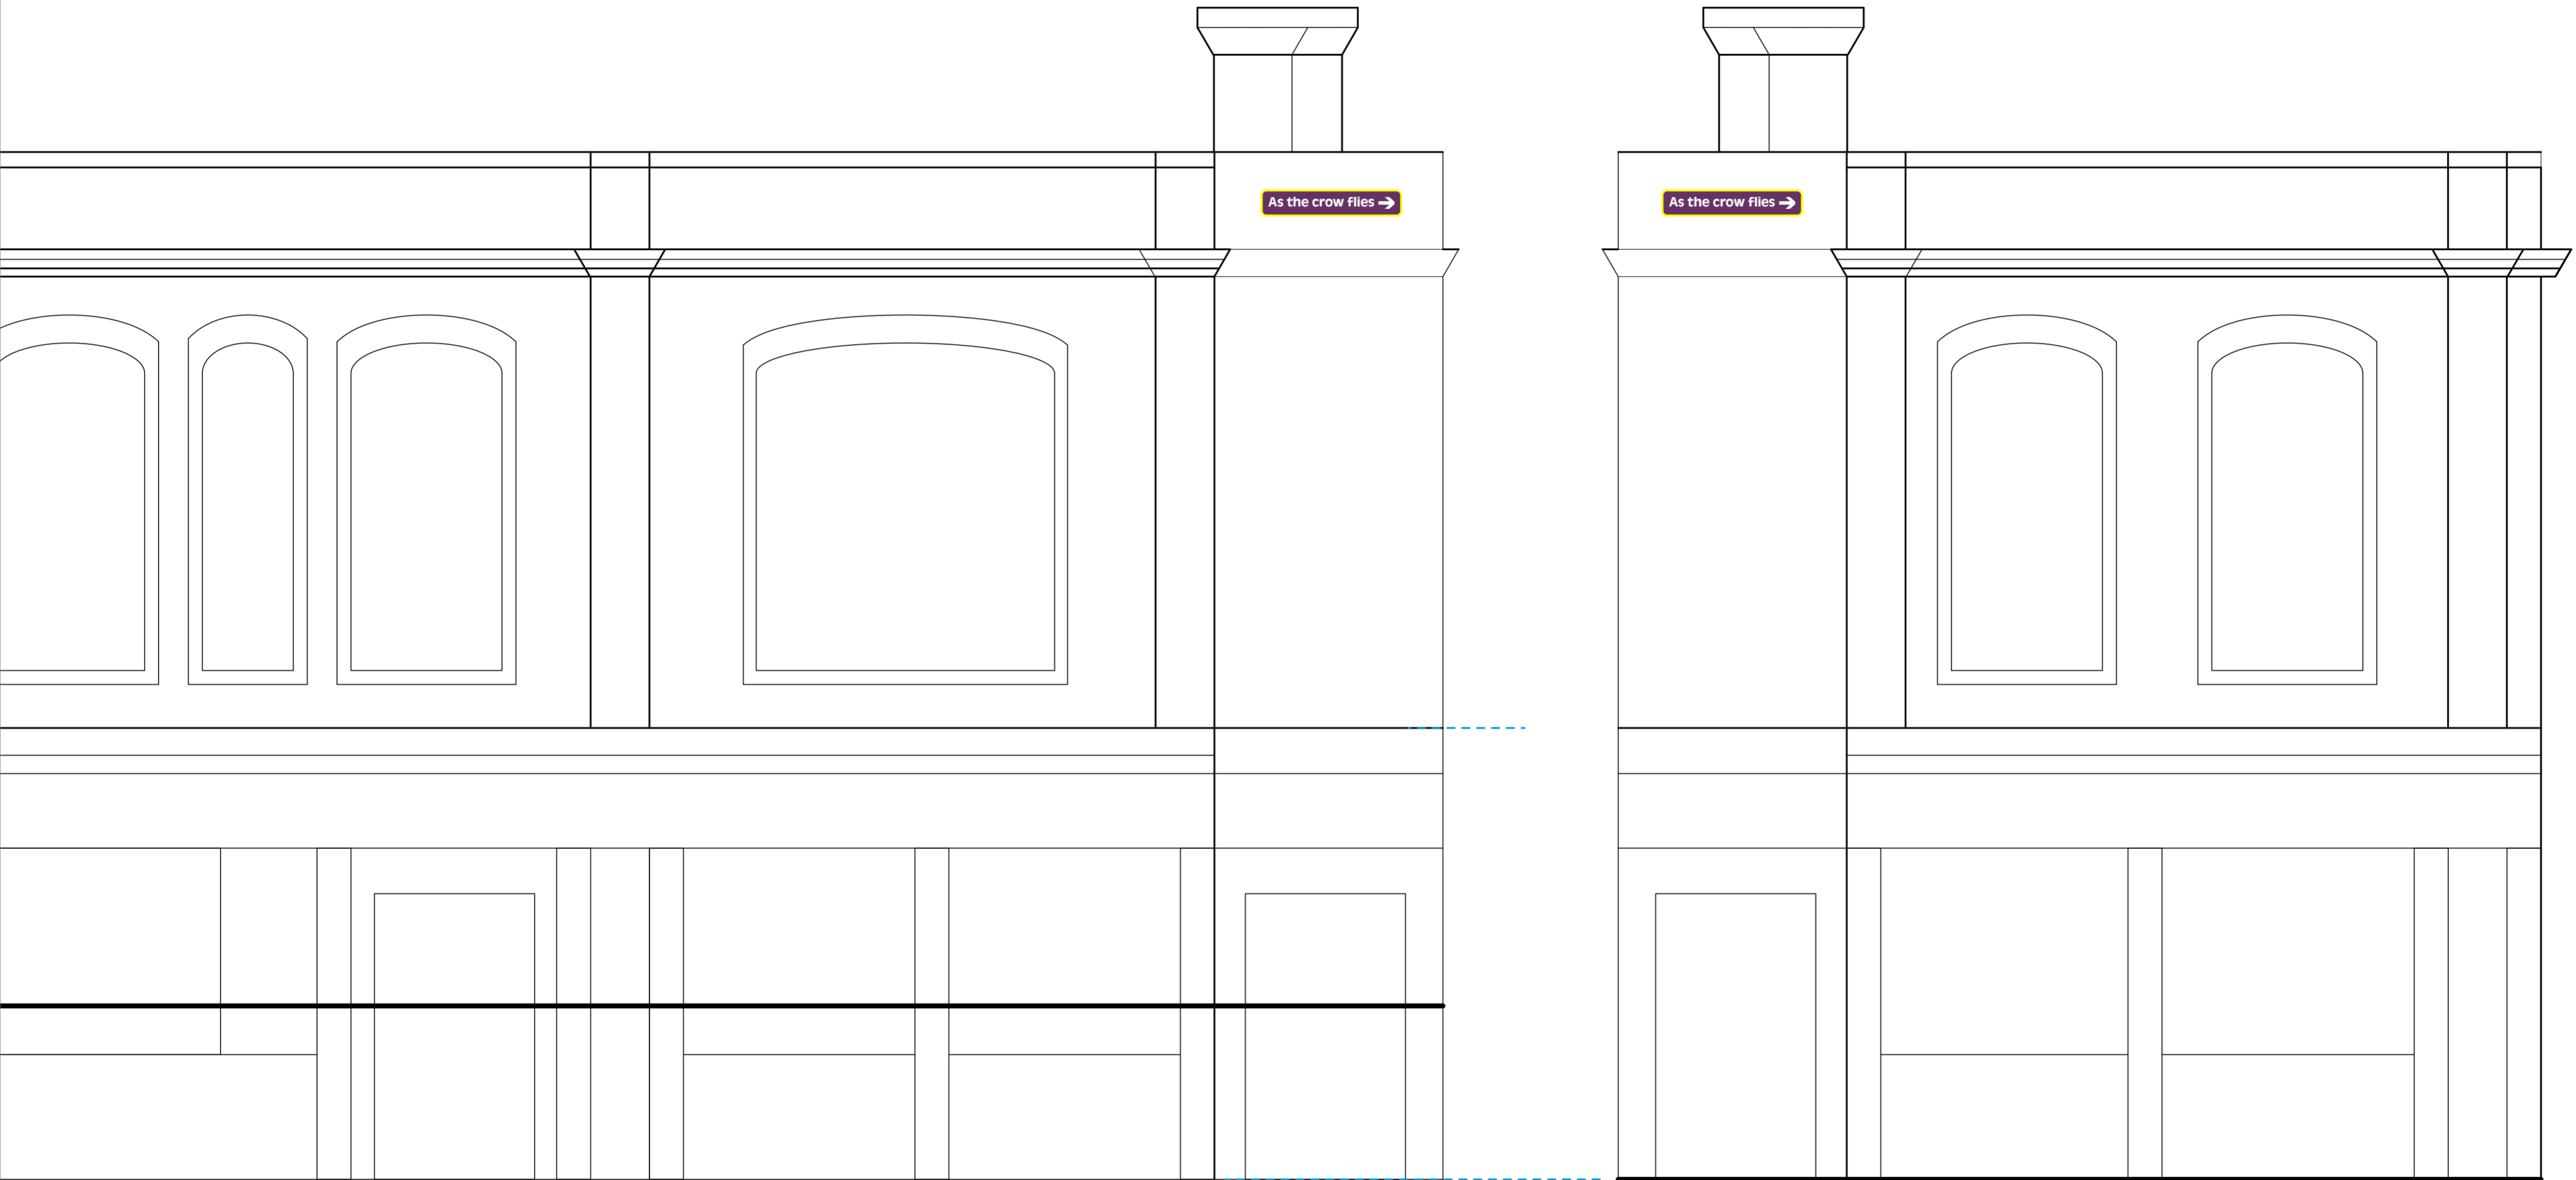 As the crow flies →
As the crow flies →